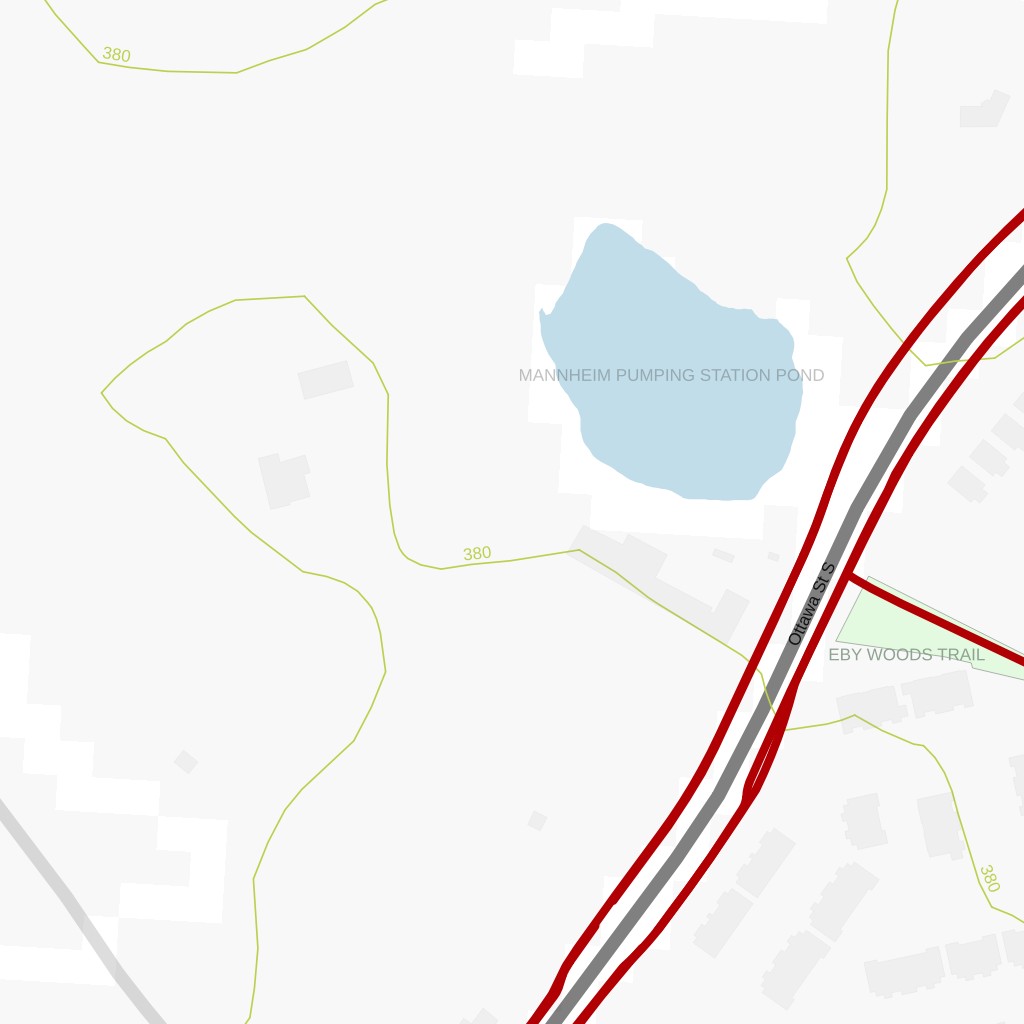 380
MANNHEIM PUMPING STATION POND
380
Ottawa St S
EBY WOODS TRAIL
380